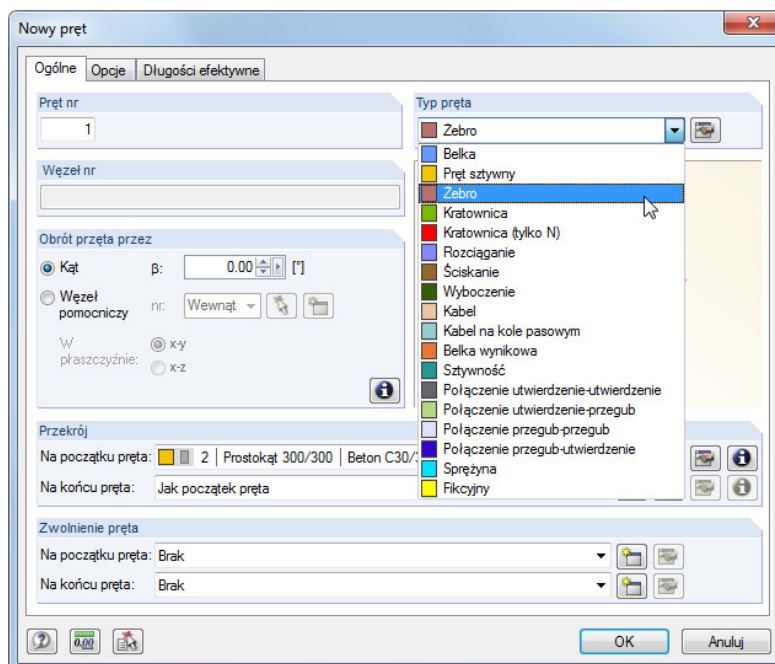 Nowy pręt
Ogólne Opcje Długości efektywne
Pręt nr
1
Typ pręta
Żebro
Belka
Pręt sztywny
Żebro
Kratownica
Kratownica (tylko N)
Rozciąganie
Ściskanie
Wyboczenie
Kabel
Kabel na kole pasowym
Belka wynikowa
Sztywność
Połączenie utwierdzenie-utwierdzenie
Połączenie utwierdzenie-przegub
Połączenie przegub-przegub
Połączenie przegub-utwierdzenie
Sprężyna
Fikcyjny
Węzeł nr
Obrót przęta przez
Kąt β: 0.00 [°]
Węzeł pomocniczy nr: Wewnąt
W płaszczyźnie: x-y
x-z
Przekrój
Na początku pręta: 2 Prostokąt 300/300 Beton C30/
Na końcu pręta: Jak początek pręta
Zwolnienie pręta
Na początku pręta: Brak
Na końcu pręta: Brak
0.00
OK Anuluj